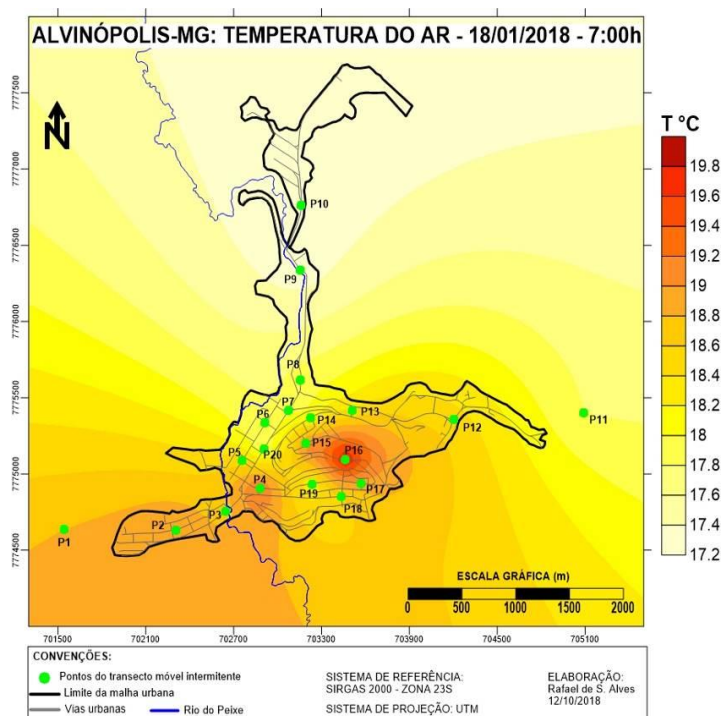 ALVINÓPOLIS-MG: TEMPERATURA DO AR - 18/01/2018 - 7:00h
N
T °C
19.8
19.6
19.4
19.2
19
18.8
18.6
18.4
18.2
18
17.8
17.6
17.4
17.2
7777500
7777000
7776500
7776000
7775500
7775000
7774500
P10
P9
P8
P7
P6
P14
P13
P12
P11
P5
P20
P15
P16
P4
P19
P17
P18
P3
P2
P1
ESCALA GRÁFICA (m)
0 500 1000 1500 2000
701500 702100 702700 703300 703900 704500 705100
CONVENÇÕES:
Pontos do transecto móvel intermitente
Limite da malha urbana
Vias urbanas Rio do Peixe
SISTEMA DE REFERÊNCIA:
SIRGAS 2000 - ZONA 23S
SISTEMA DE PROJEÇÃO: UTM
ELABORAÇÃO:
Rafael de S. Alves
12/10/2018